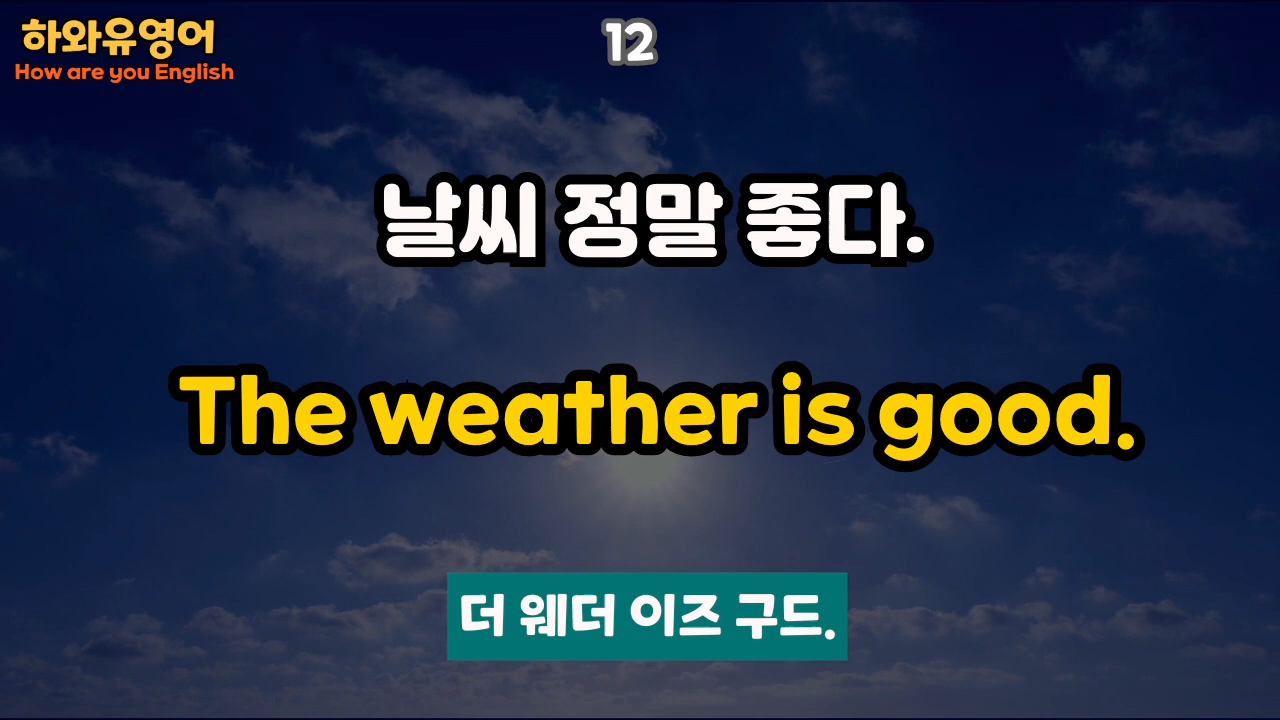 하와유영어
How are you English
12
날씨 정말 좋다.
The weather is good.
더 웨더 이즈 구드.